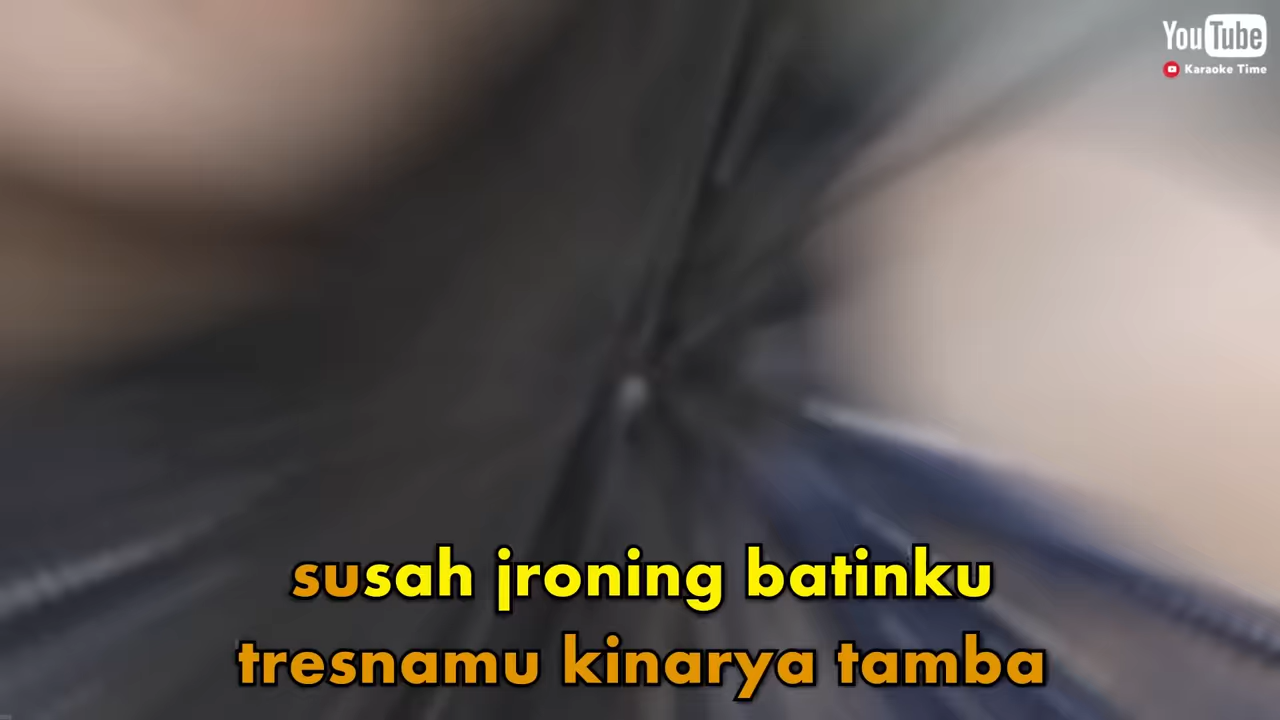 YouTube
Karaoke Time
susah jroning batinku
tresnamu kinarya tamba